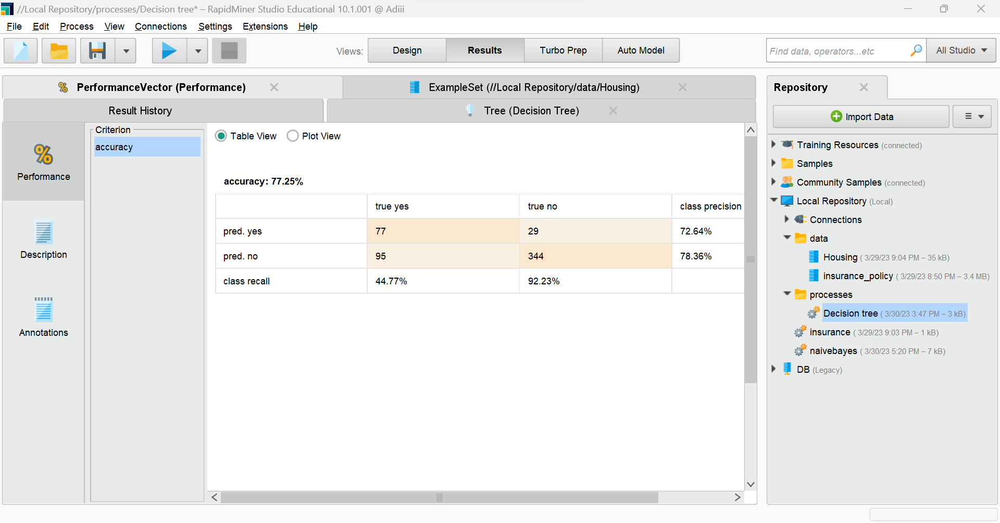 //Local Repository/processes/Decision tree* – RapidMiner Studio Educational 10.1.001 @ Adiii
File Edit Process View Connections Settings Extensions Help
Views: Design Results Turbo Prep Auto Model
Find data, operators...etc
All Studio
PerformanceVector (Performance)
ExampleSet (//Local Repository/data/Housing)
Result History
Tree (Decision Tree)
Performance
Description
Annotations
Criterion
accuracy
Table View Plot View
accuracy: 77.25%
true yes true no class precision
pred. yes 77 29 72.64%
pred. no 95 344 78.36%
class recall 44.77% 92.23%
Repository
Import Data
Training Resources (connected)
Samples
Community Samples (connected)
Local Repository (Local)
Connections
data
Housing ( 3/29/23 9:04 PM – 35 kB)
insurance_policy ( 3/29/23 8:50 PM – 3.4 MB)
processes
Decision tree ( 3/30/23 3:47 PM – 3 kB)
insurance ( 3/29/23 9:03 PM – 1 kB)
naivebayes ( 3/30/23 5:20 PM – 7 kB)
DB (Legacy)